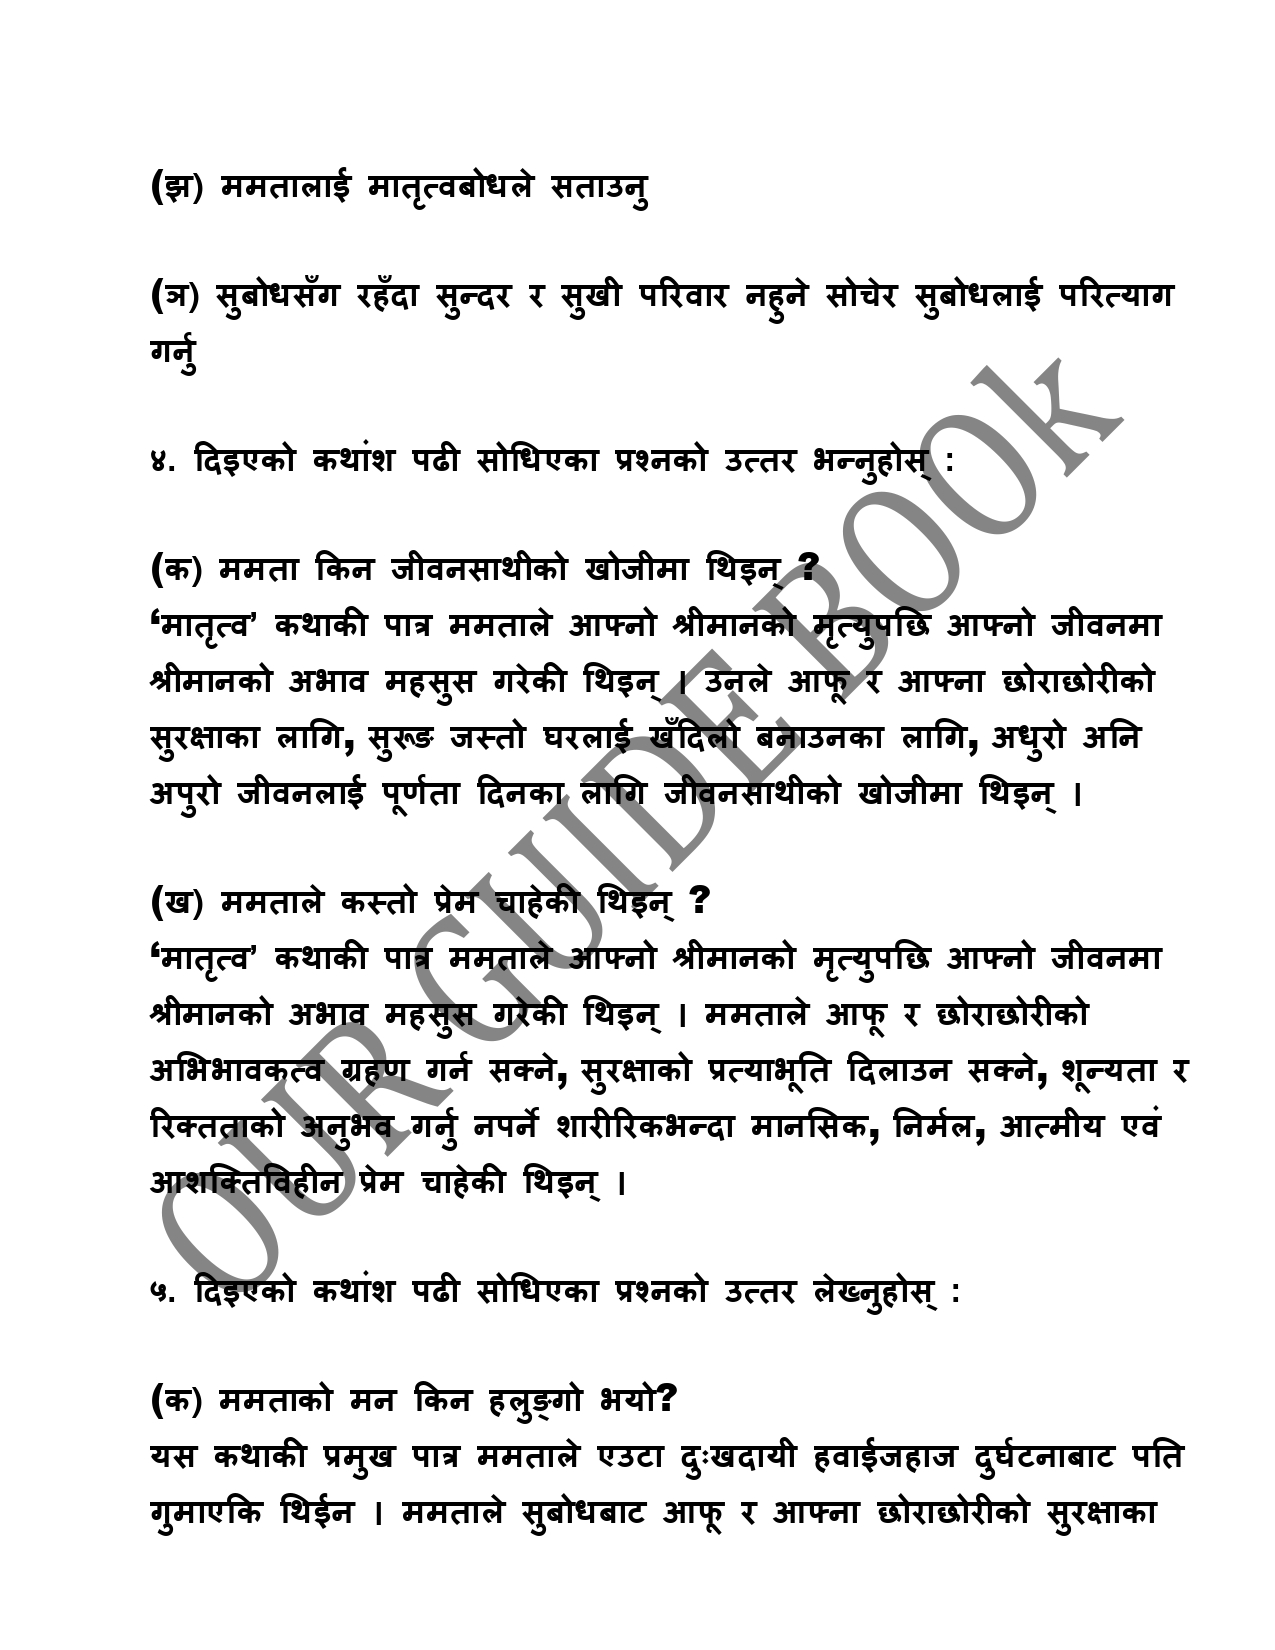 (झ) ममतालाई मातृत्वबोधले सताउनु
(ञ) सुबोधसँग रहँदा सुन्दर र सुखी परिवार नहुने सोचेर सुबोधलाई परित्याग
गर्नु
४. दिइएको कथांश पढी सोधिएका प्रश्नको उत्तर भन्नुहोस् :
(क) ममता किन जीवनसाथीको खोजीमा थिइन् ?
‘मातृत्व’ कथाकी पात्र ममताले आफ्नो श्रीमानको मृत्युपछि आफ्नो जीवनमा
श्रीमानको अभाव महसुस गरेकी थिइन् । उनले आफू र आफ्ना छोराछोरीको
सुरक्षाका लागि, सुरूङ जस्तो घरलाई खँदिलो बनाउनका लागि, अधुरो अनि
अपुरो जीवनलाई पूर्णता दिनका लागि जीवनसाथीको खोजीमा थिइन् ।
(ख) ममताले कस्तो प्रेम चाहेकी थिइन् ?
‘मातृत्व’ कथाकी पात्र ममताले आफ्नो श्रीमानको मृत्युपछि आफ्नो जीवनमा
श्रीमानको अभाव महसुस गरेकी थिइन् । ममताले आफू र छोराछोरीको
अभिभावकत्व ग्रहण गर्न सक्ने, सुरक्षाको प्रत्याभूति दिलाउन सक्ने, शून्यता र
रिक्तताको अनुभव गर्नु नपर्ने शारीरिकभन्दा मानसिक, निर्मल, आत्मीय एवं
आशक्तिविहीन प्रेम चाहेकी थिइन् ।
५. दिइएको कथांश पढी सोधिएका प्रश्नको उत्तर लेख्नुहोस् :
(क) ममताको मन किन हलुङ्गो भयो?
यस कथाकी प्रमुख पात्र ममताले एउटा दुःखदायी हवाईजहाज दुर्घटनाबाट पति
गुमाएकि थिईन । ममताले सुबोधबाट आफू र आफ्ना छोराछोरीको सुरक्षाका
OUR GUIDE BOOk